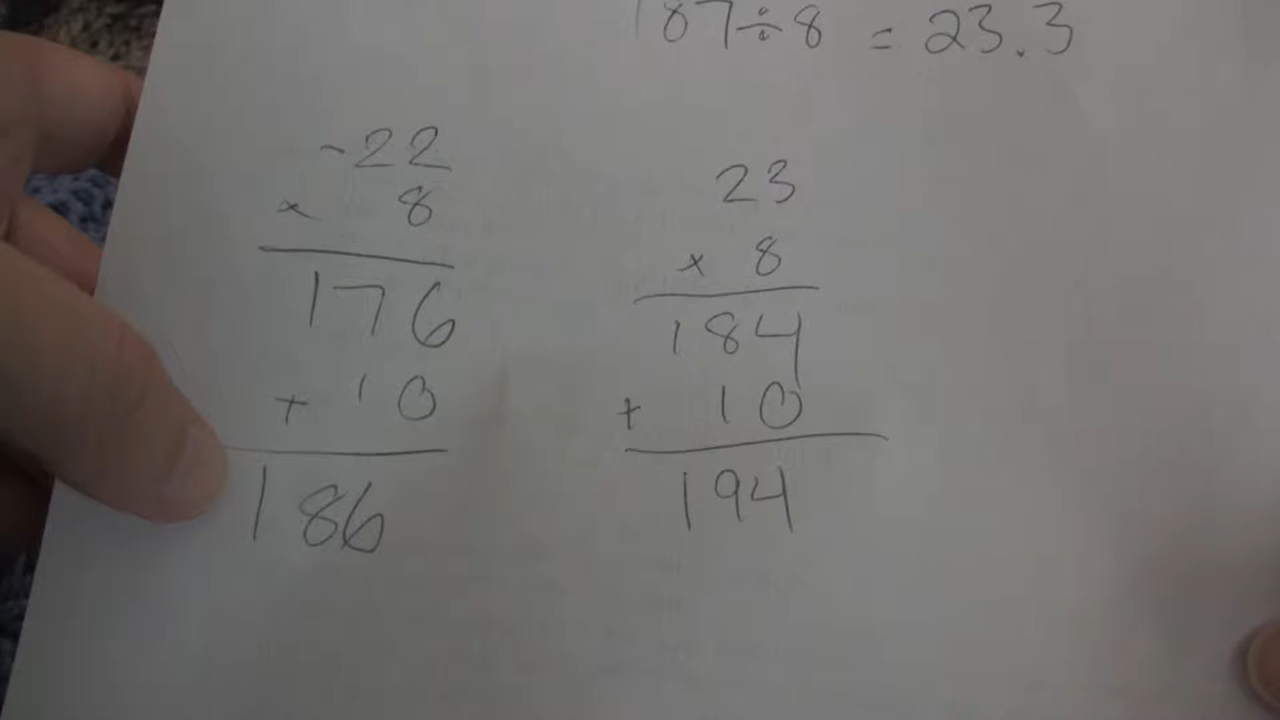 187÷8 = 23.3
-22
x 8
176
+ 10
186
23
x 8
184
+ 10
194